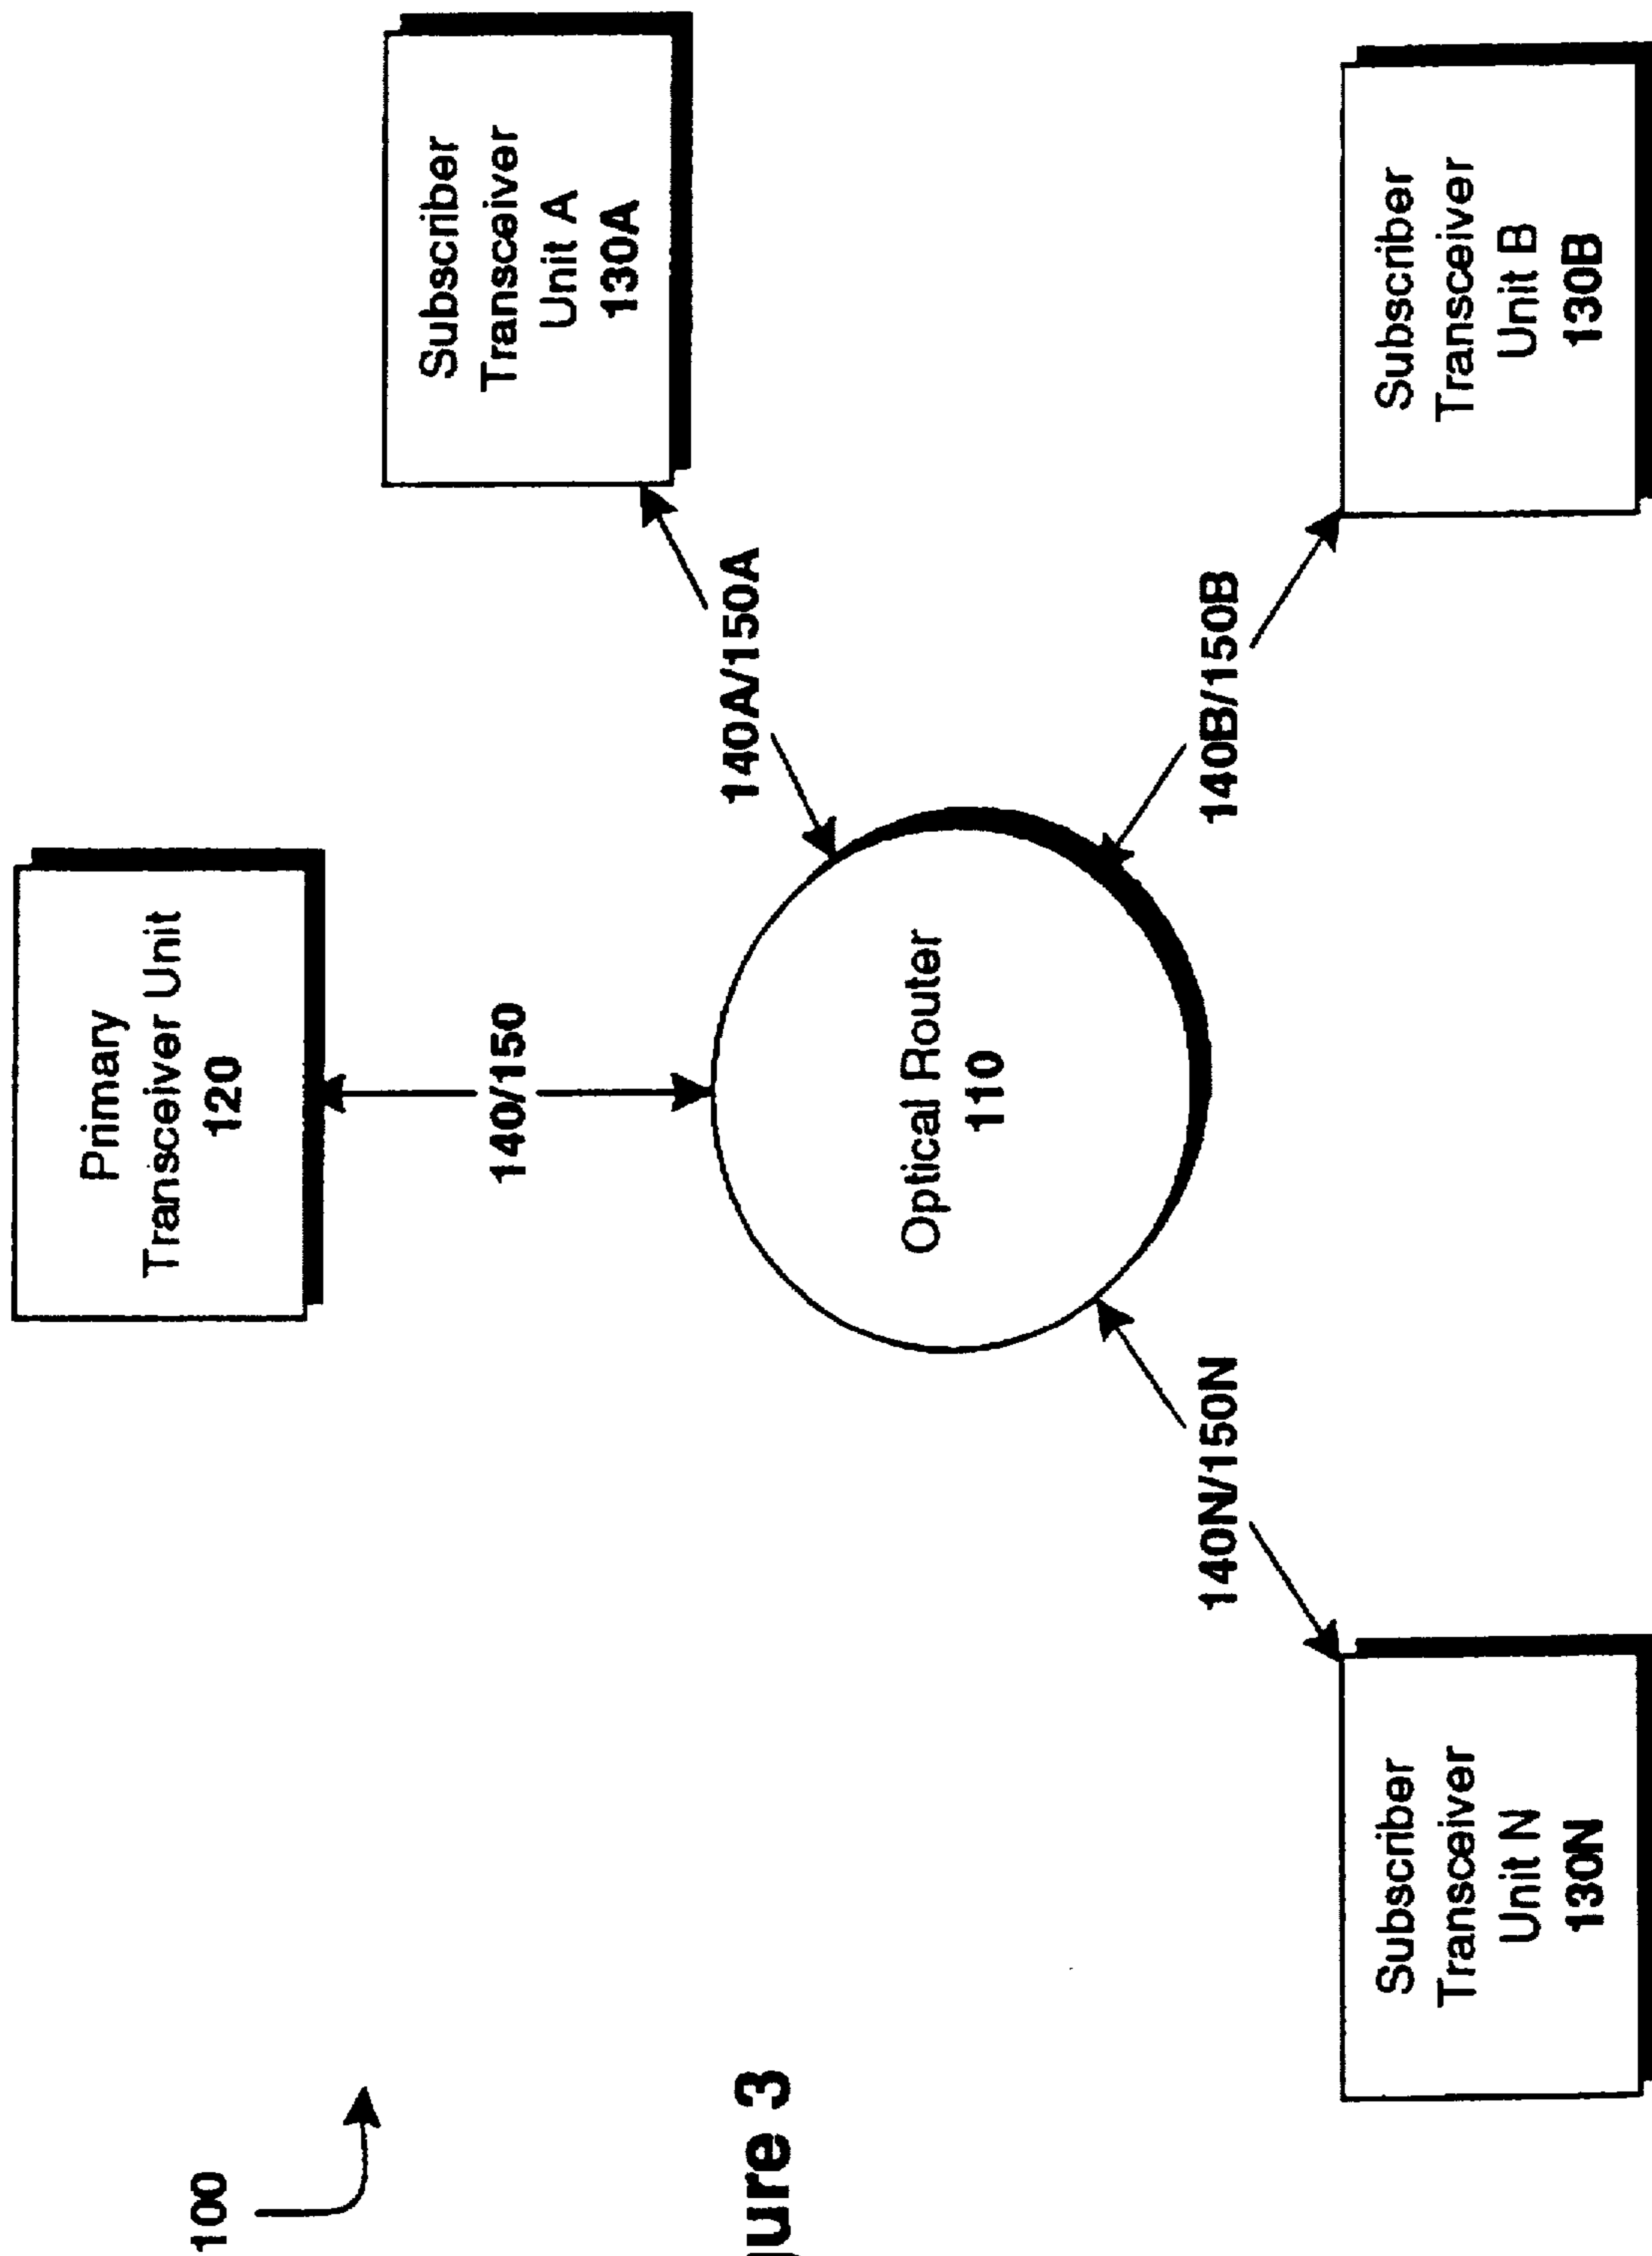 100
Primary
Transceiver Unit
120
140/150
Subscriber
Transceiver
Unit A
130A
140A/150A
gure 3
Optical Router
110
140N/150N
140B/150B
Subscriber
Transceiver
Unit N
130N
Subscriber
Transceiver
Unit B
130B